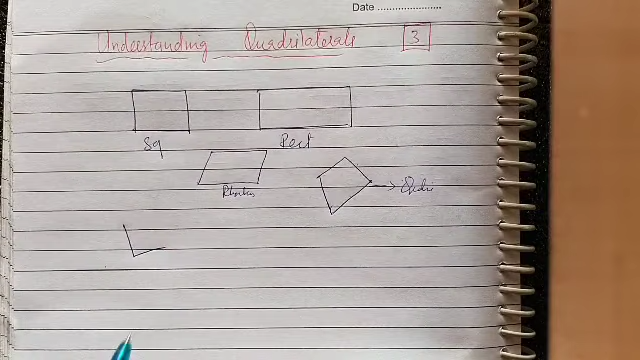 Date ......................
Understanding Quadrilaterals 3
Sq
Rect
Rhombus